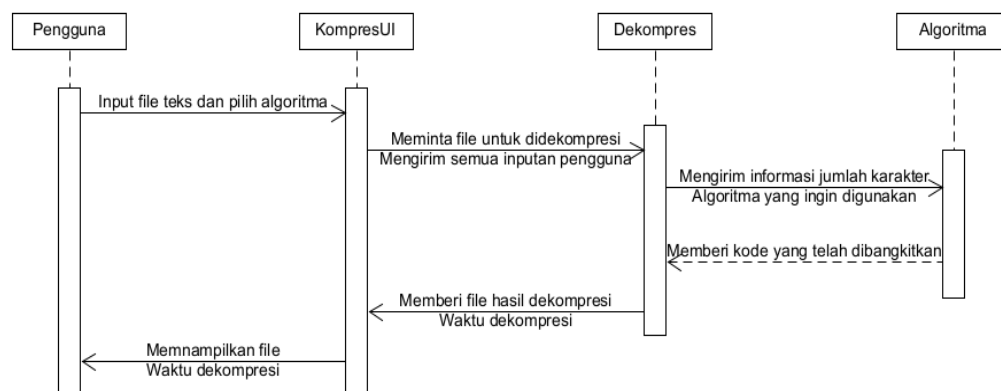 Pengguna
KompresUI
Dekompres
Algoritma
Input file teks dan pilih algoritma
Meminta file untuk didekompresi
Mengirim semua inputan pengguna
Mengirim informasi jumlah karakter
Algoritma yang ingin digunakan
Memberi kode yang telah dibangkitkan
Memberi file hasil dekompresi
Waktu dekompresi
Memnampilkan file
Waktu dekompresi